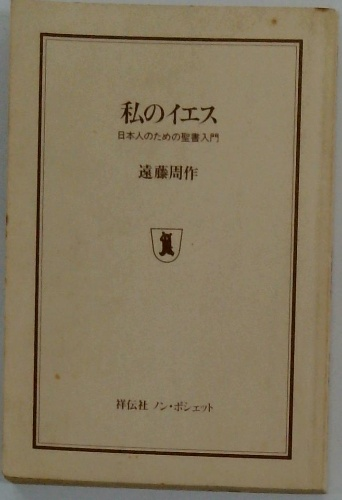 私のイエス
日本人のための聖書入門
遠藤周作
祥伝社 ノン・ポシェット